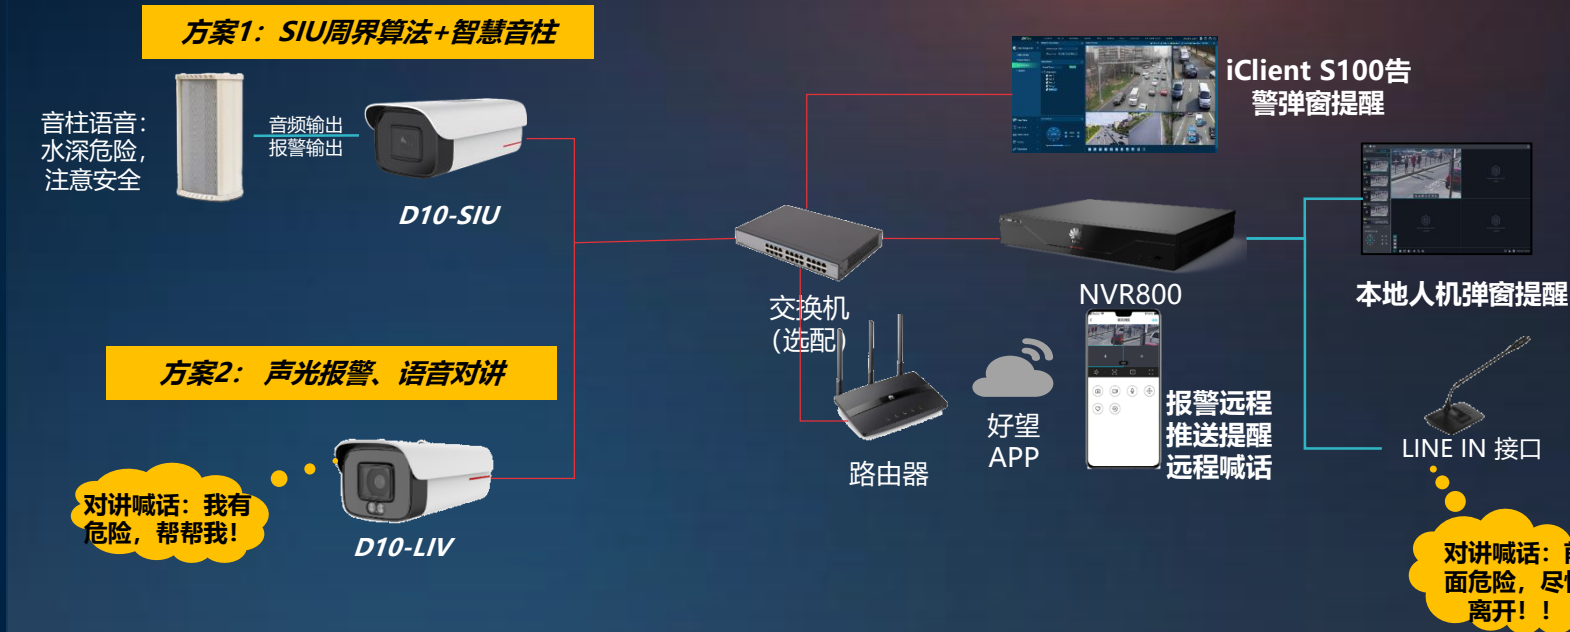 方案1：SIU周界算法+智慧音柱
音柱语音：
水深危险，
注意安全
音频输出
报警输出
D10-SIU
iClient S100告
警弹窗提醒
本地人机弹窗提醒
交换机
(选配)
NVR800
方案2： 声光报警、语音对讲
好望
APP
报警远程
推送提醒
远程喊话
路由器
LINE IN 接口
对讲喊话：我有
危险，帮帮我！
D10-LIV
对讲喊话：前
面危险，尽快
离开！！